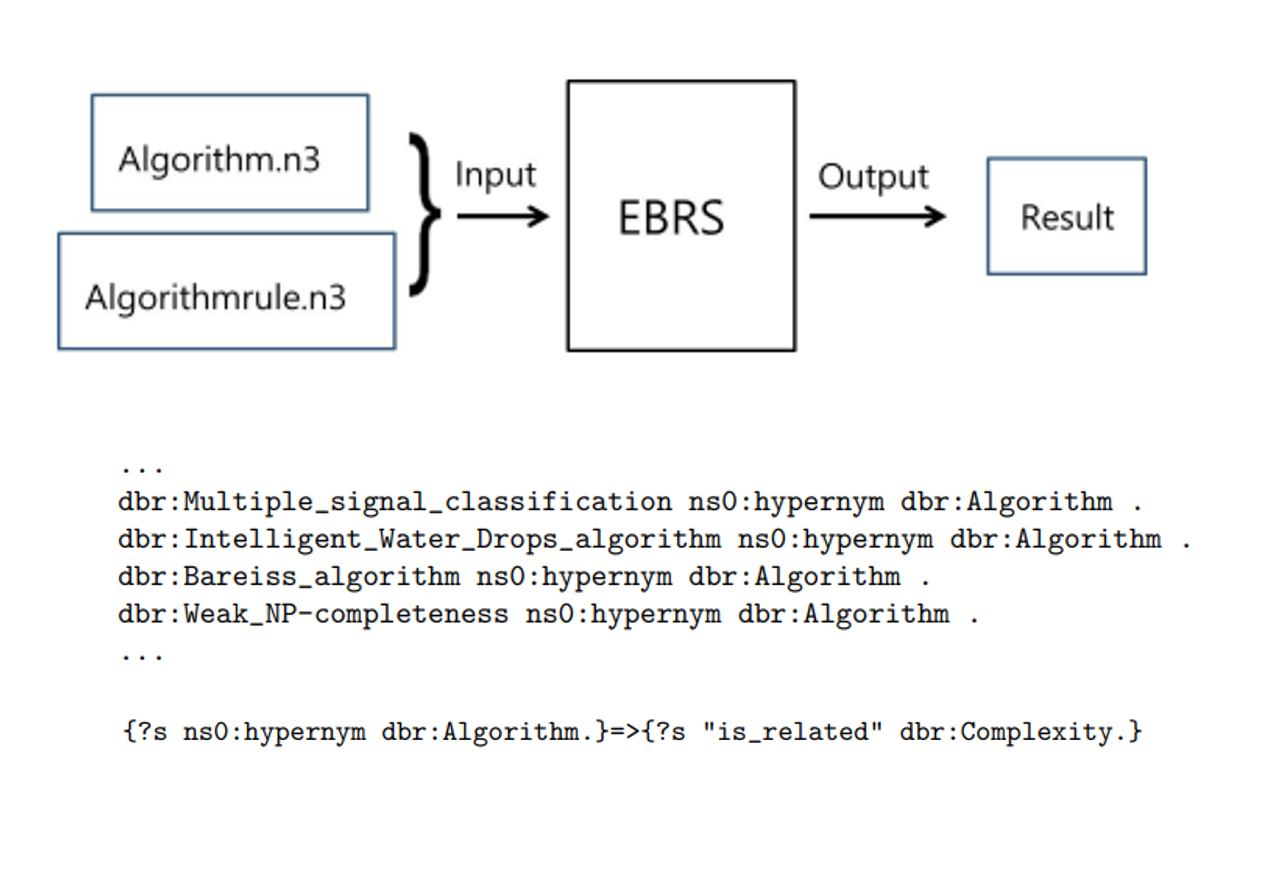 Algorithm.n3
Algorithmrule.n3
Input
EBRS
Output
Result
...
dbr:Multiple_signal_classification ns0:hypernym dbr:Algorithm .
dbr:Intelligent_Water_Drops_algorithm ns0:hypernym dbr:Algorithm .
dbr:Bareiss_algorithm ns0:hypernym dbr:Algorithm .
dbr:Weak_NP-completeness ns0:hypernym dbr:Algorithm .
...
{?s ns0:hypernym dbr:Algorithm.}=>{?s "is_related" dbr:Complexity.}